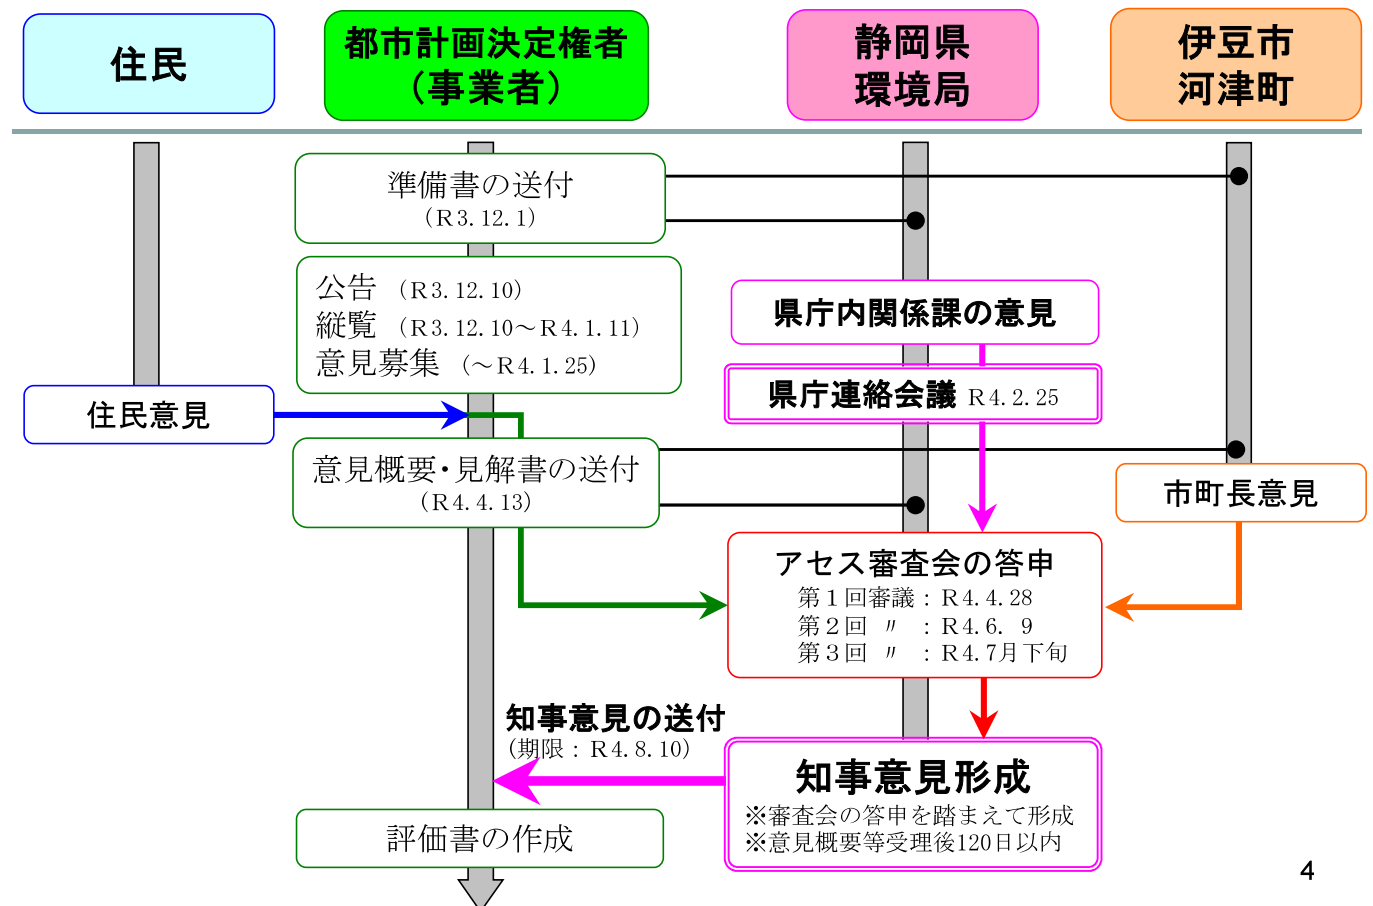 住民
都市計画決定権者
（事業者）
静岡県
環境局
伊豆市
河津町
準備書の送付
（R3.12.1）
公告（R3.12.10）
縦覧（R3.12.10～R4.1.11）
意見募集（～R4.1.25）
県庁内関係課の意見
県庁連絡会議 R4.2.25
住民意見
意見概要・見解書の送付
（R4.4.13）
市町長意見
アセス審査会の答申
第１回審議：R4.4.28
第２回 〃 ：R4.6. 9
第３回 〃 ：R4.7月下旬
知事意見の送付
（期限：R4.8.10）
知事意見形成
※審査会の答申を踏まえて形成
※意見概要等受理後120日以内
評価書の作成
4